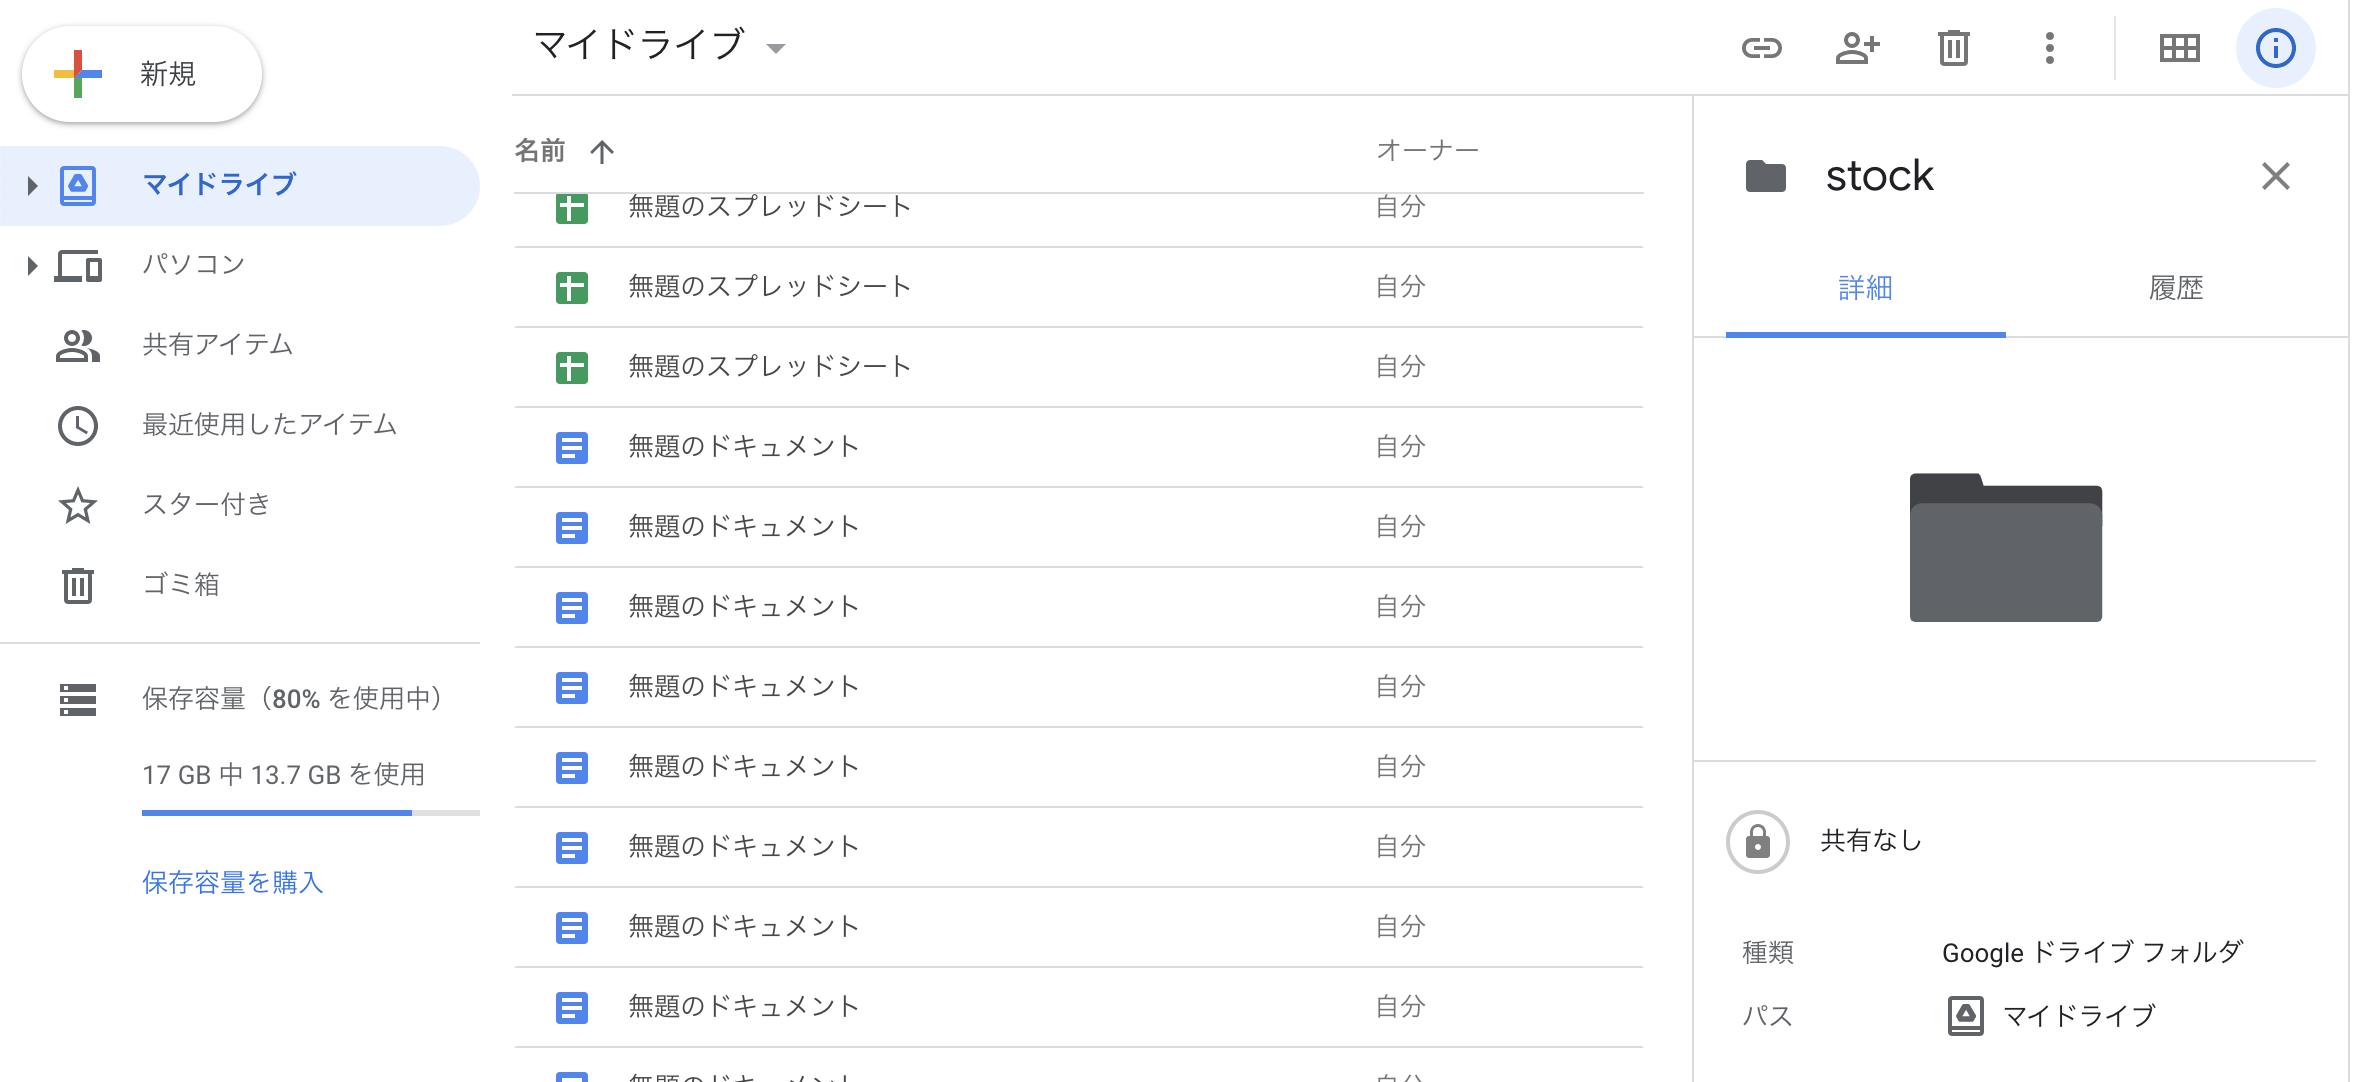 新規
マイドライブ
パソコン
共有アイテム
最近使用したアイテム
スター付き
ゴミ箱
保存容量（80% を使用中）
17 GB 中 13.7 GB を使用
保存容量を購入
マイドライブ
名前 オーナー
無題のスプレッドシート 自分
無題のスプレッドシート 自分
無題のスプレッドシート 自分
無題のドキュメント 自分
無題のドキュメント 自分
無題のドキュメント 自分
無題のドキュメント 自分
無題のドキュメント 自分
無題のドキュメント 自分
無題のドキュメント 自分
無題のドキュメント 自分
stock
詳細 履歴
共有なし
種類 Google ドライブ フォルダ
パス マイドライブ